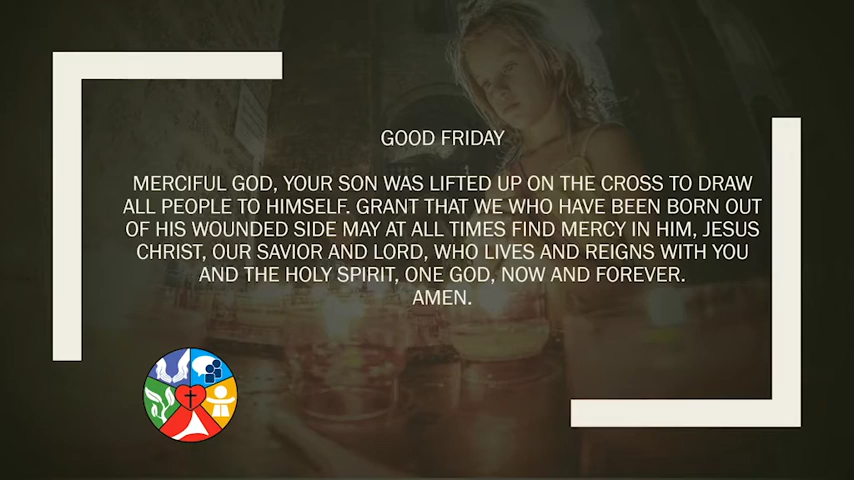 GOOD FRIDAY
MERCIFUL GOD, YOUR SON WAS LIFTED UP ON THE CROSS TO DRAW
ALL PEOPLE TO HIMSELF. GRANT THAT WE WHO HAVE BEEN BORN OUT
OF HIS WOUNDED SIDE MAY AT ALL TIMES FIND MERCY IN HIM, JESUS
CHRIST, OUR SAVIOR AND LORD, WHO LIVES AND REIGNS WITH YOU
AND THE HOLY SPIRIT, ONE GOD, NOW AND FOREVER.
AMEN.